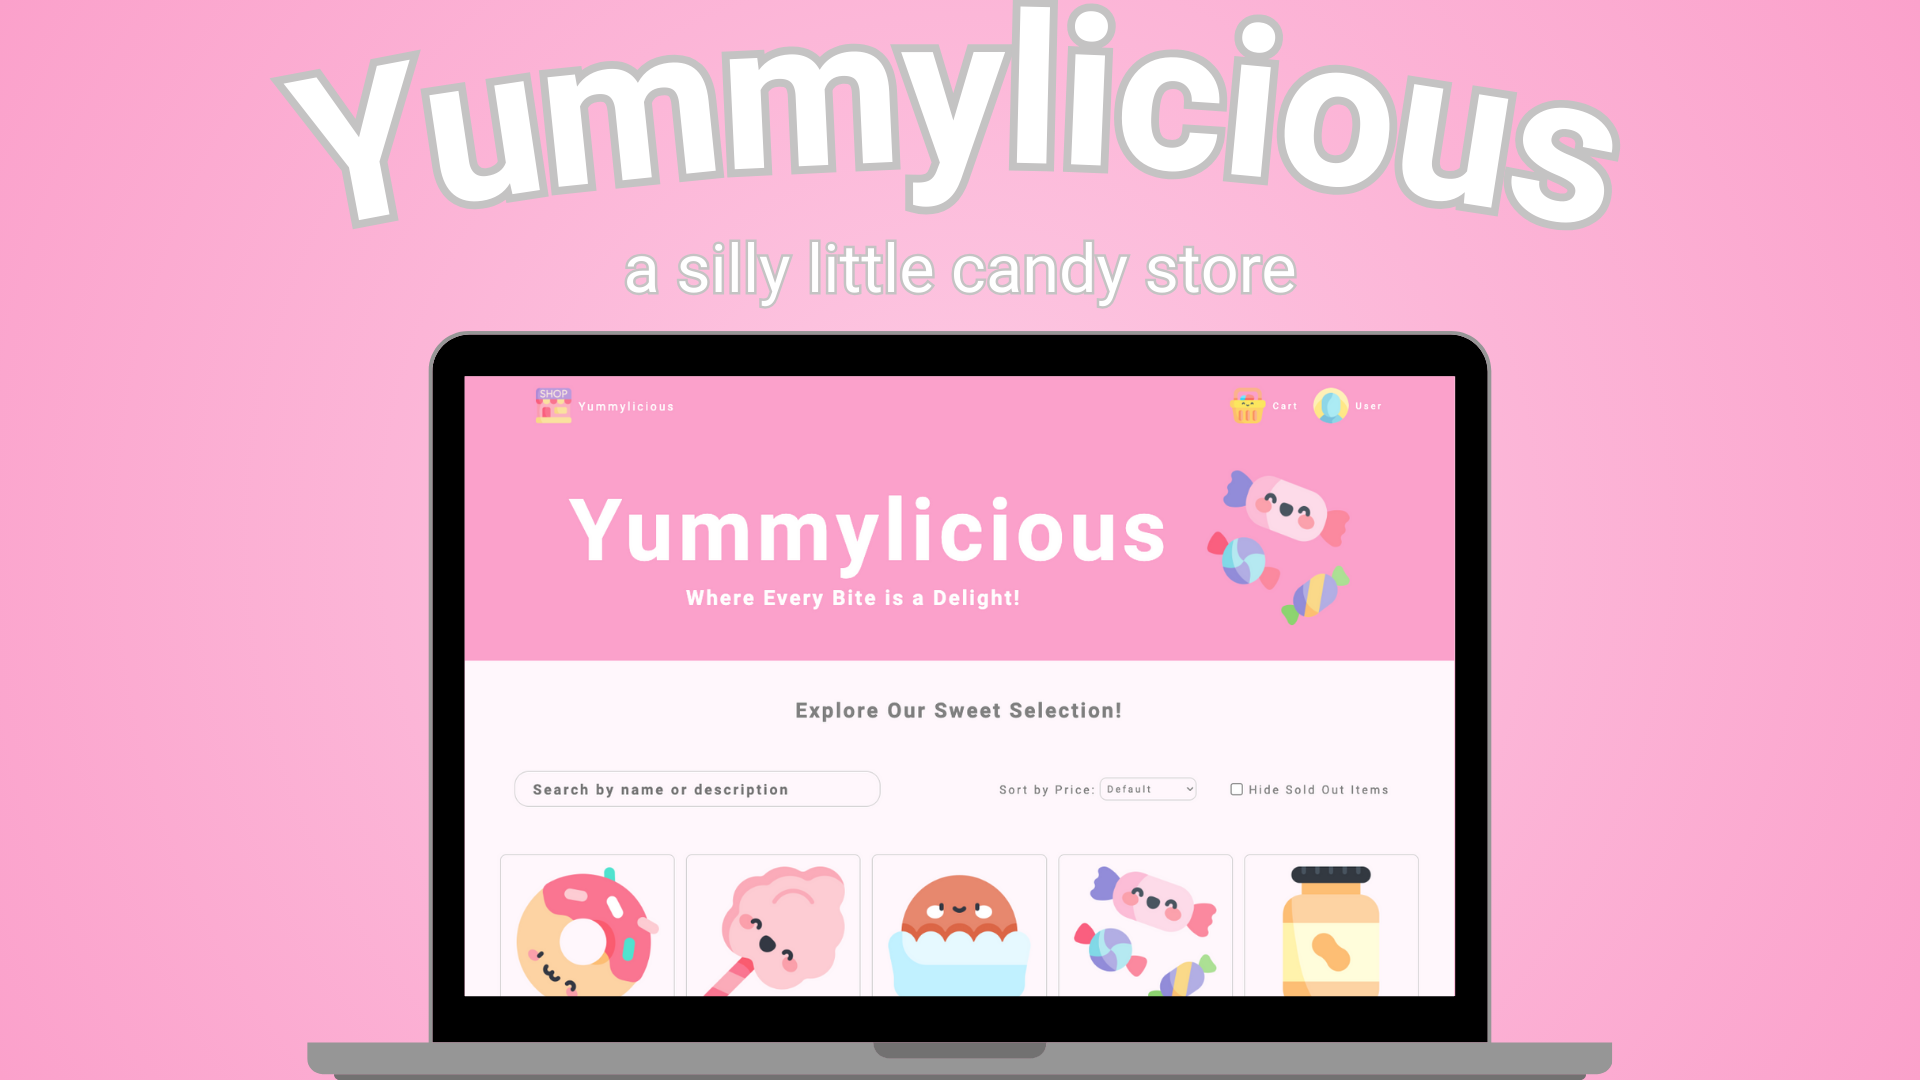 Yummylicious
a silly little candy store
SHOP
Yummylicious
Cart
User
Yummylicious
Where Every Bite is a Delight!
Explore Our Sweet Selection!
Search by name or description
Sort by Price: Default
Hide Sold Out Items